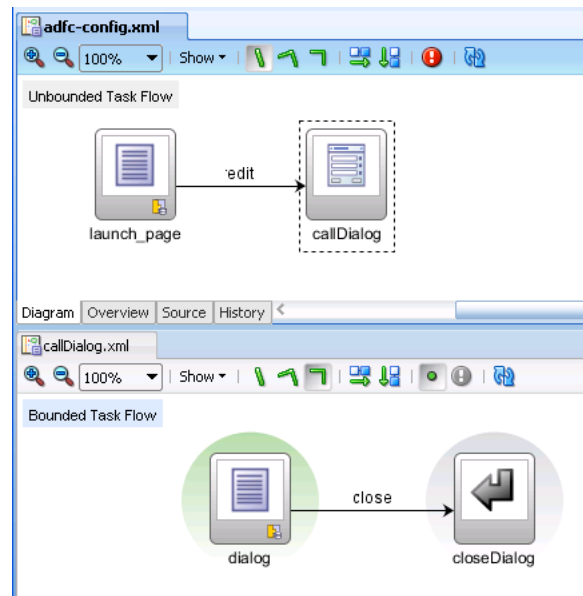 adfc-config.xml
100% Show
Unbounded Task Flow
edit
launch_page callDialog
Diagram Overview Source History <
callDialog.xml
100% Show
Bounded Task Flow
close
dialog closeDialog